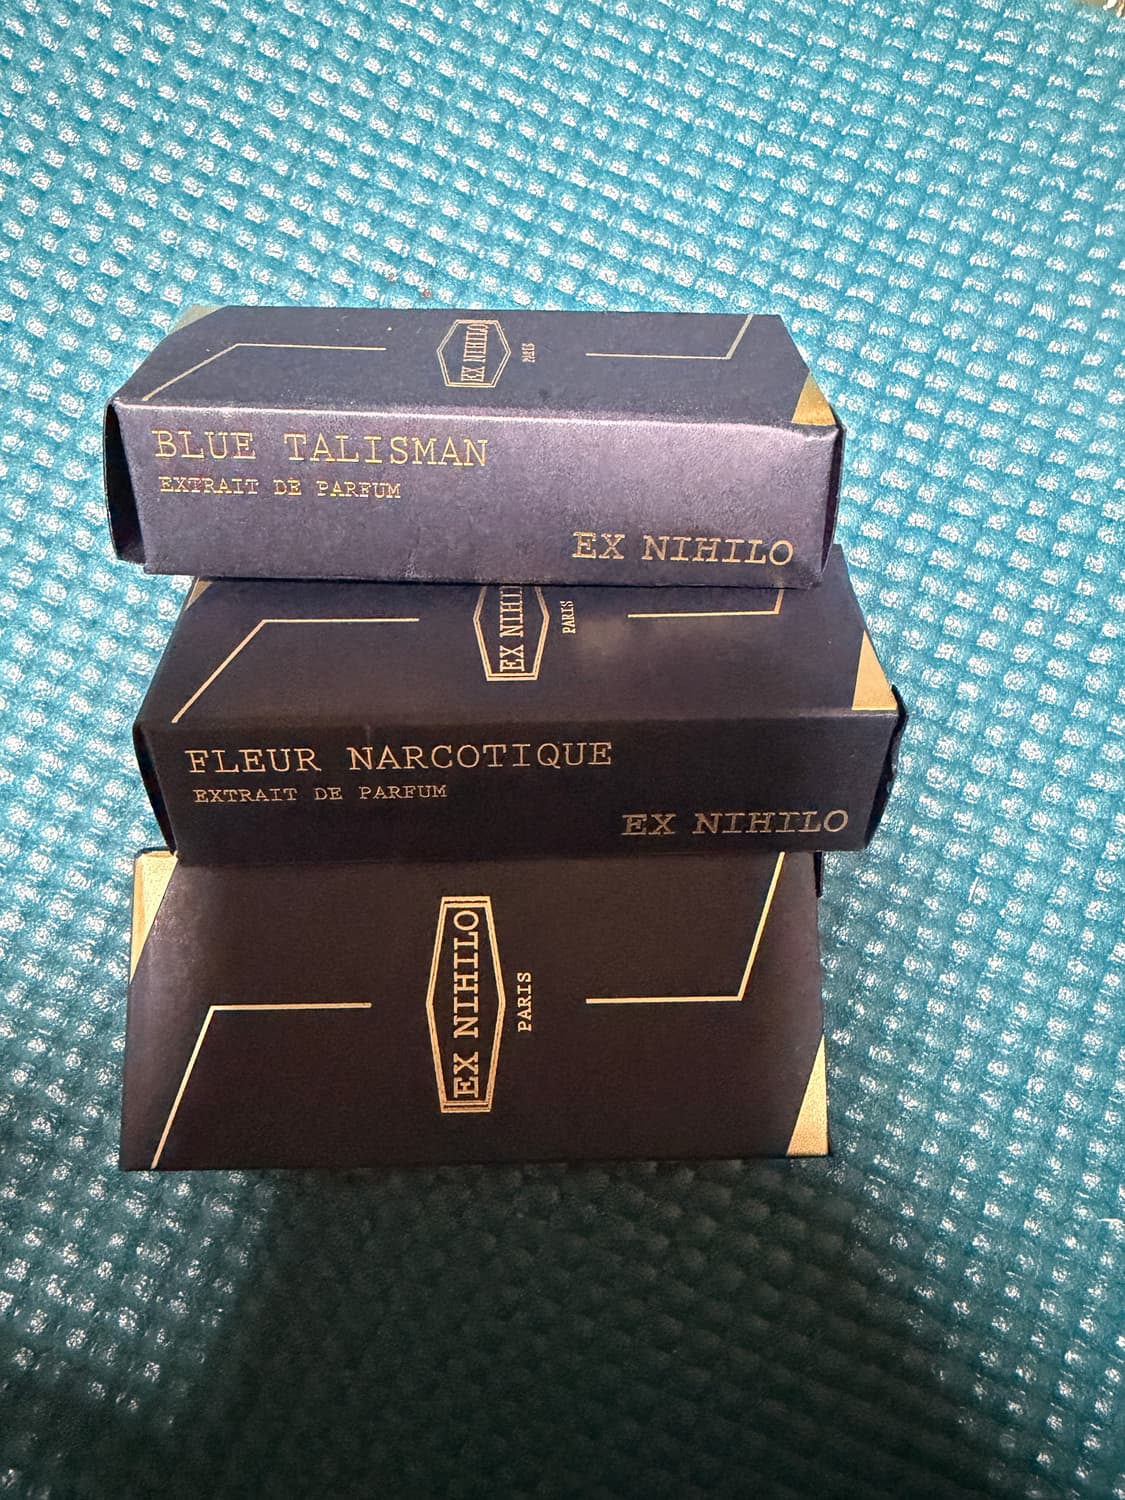 EX NIHILO
PARIS
BLUE TALISMAN
EXTRAIT DE PARFUM
EX NIHILO
EX NIHI
PARIS
FLEUR NARCOTIQUE
EXTRAIT DE PARFUM
EX NIHILO
EX NIHILO
PARIS